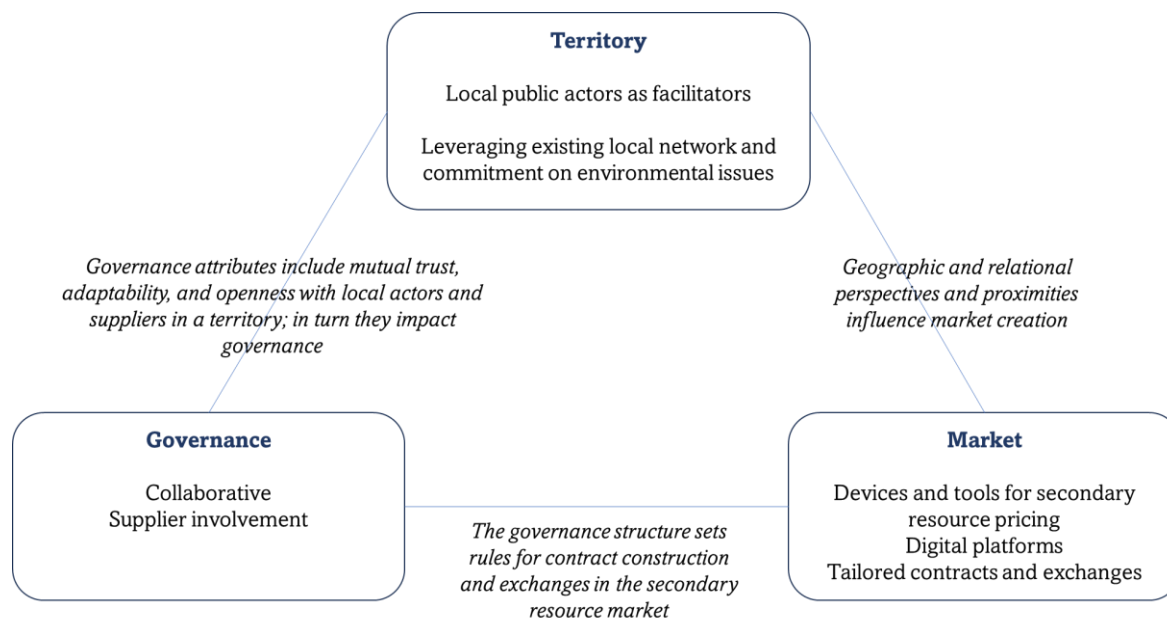 Territory
Local public actors as facilitators
Leveraging existing local network and
commitment on environmental issues
Governance attributes include mutual trust,
adaptability, and openness with local actors and
suppliers in a territory; in turn they impact
governance
Geographic and relational
perspectives and proximities
influence market creation
Governance
Collaborative
Supplier involvement
The governance structure sets
rules for contract construction
and exchanges in the secondary
resource market
Market
Devices and tools for secondary
resource pricing
Digital platforms
Tailored contracts and exchanges